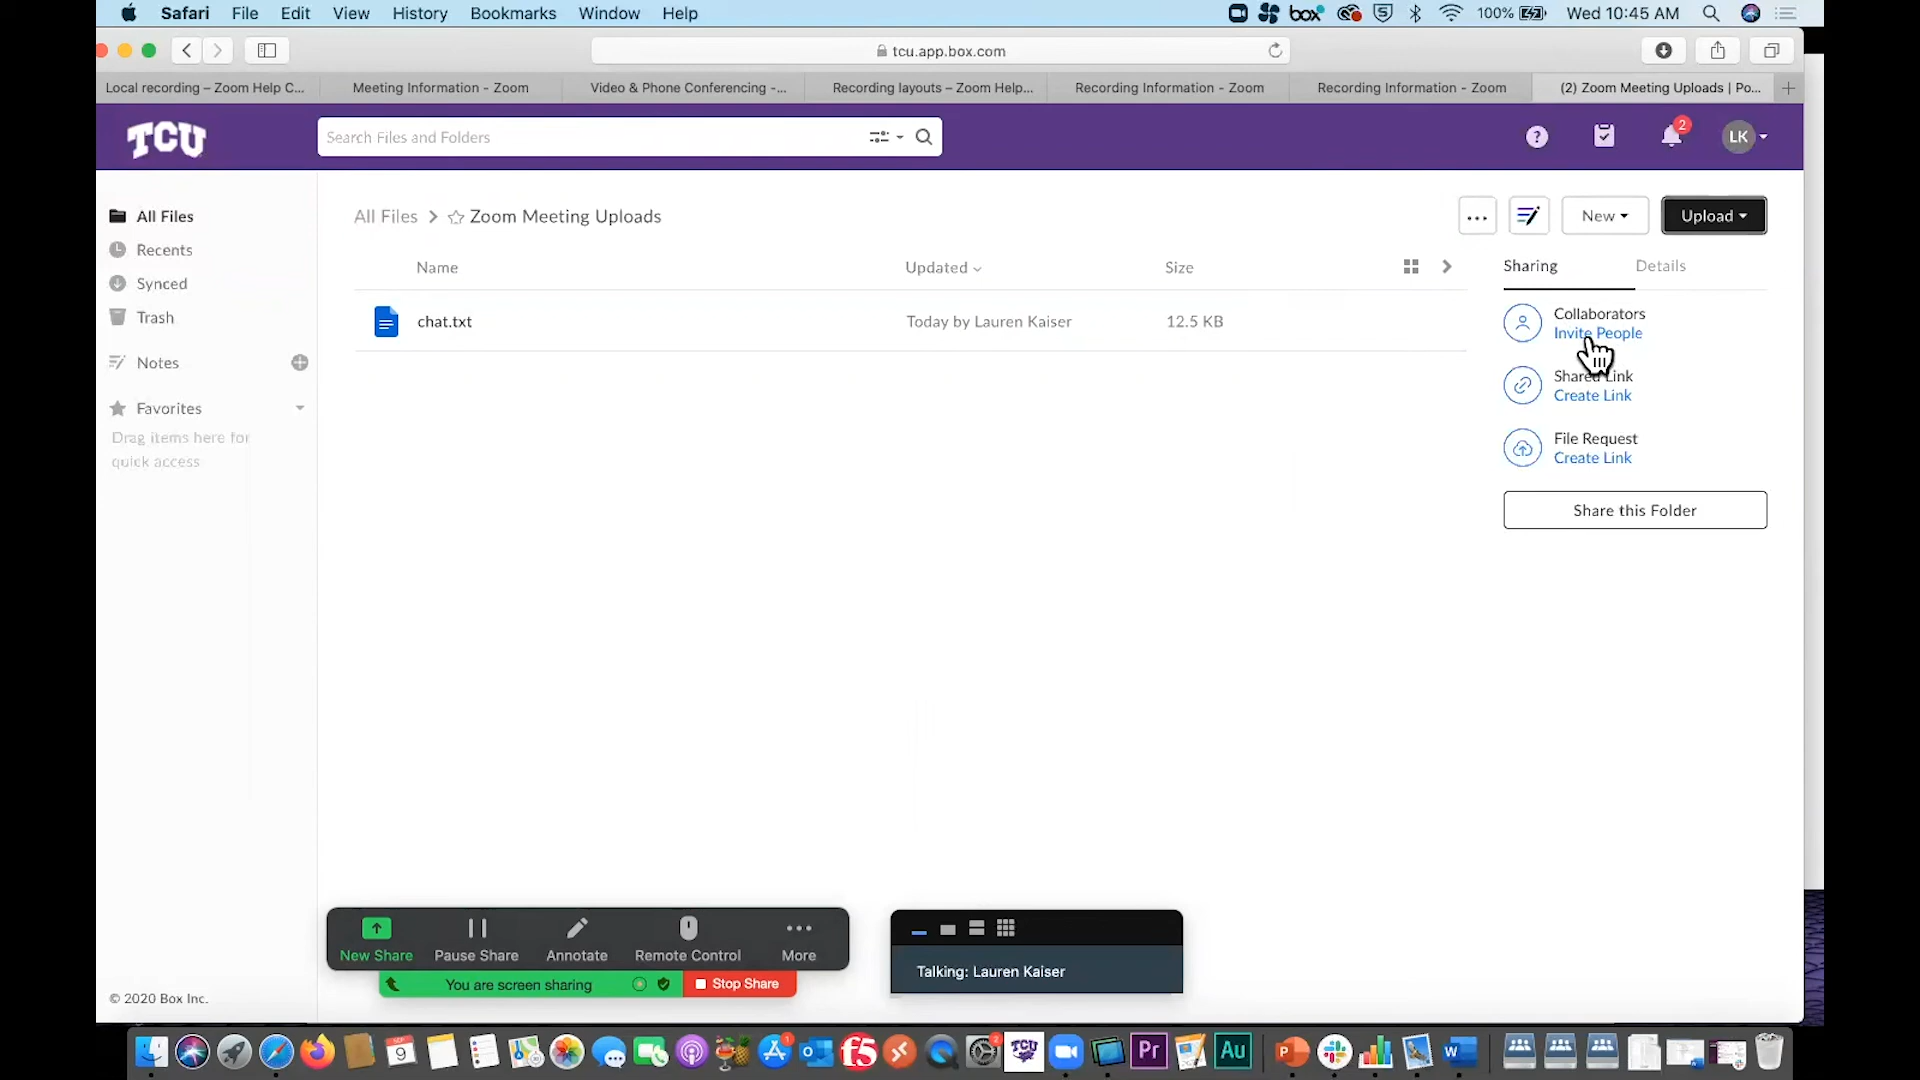 Safari File Edit View History Bookmarks Window Help box 100% Wed 10:45 AM
tcu.app.box.com
Local recording – Zoom Help C... Meeting Information - Zoom Video & Phone Conferencing -... Recording layouts – Zoom Help... Recording Information - Zoom Recording Information - Zoom (2) Zoom Meeting Uploads | Po...
TCU Search Files and Folders ? 2 LK
All Files
Recents
Synced
Trash
Notes
Favorites
Drag items here for
quick access
© 2020 Box Inc.
All Files Zoom Meeting Uploads New Upload
Name Updated Size
chat.txt Today by Lauren Kaiser 12.5 KB
Sharing Details
Collaborators
Invite People
Shared Link
Create Link
File Request
Create Link
Share this Folder
New Share Pause Share Annotate Remote Control More
You are screen sharing Stop Share
Talking: Lauren Kaiser
9 1 f5 2 TCU Pr Au P W